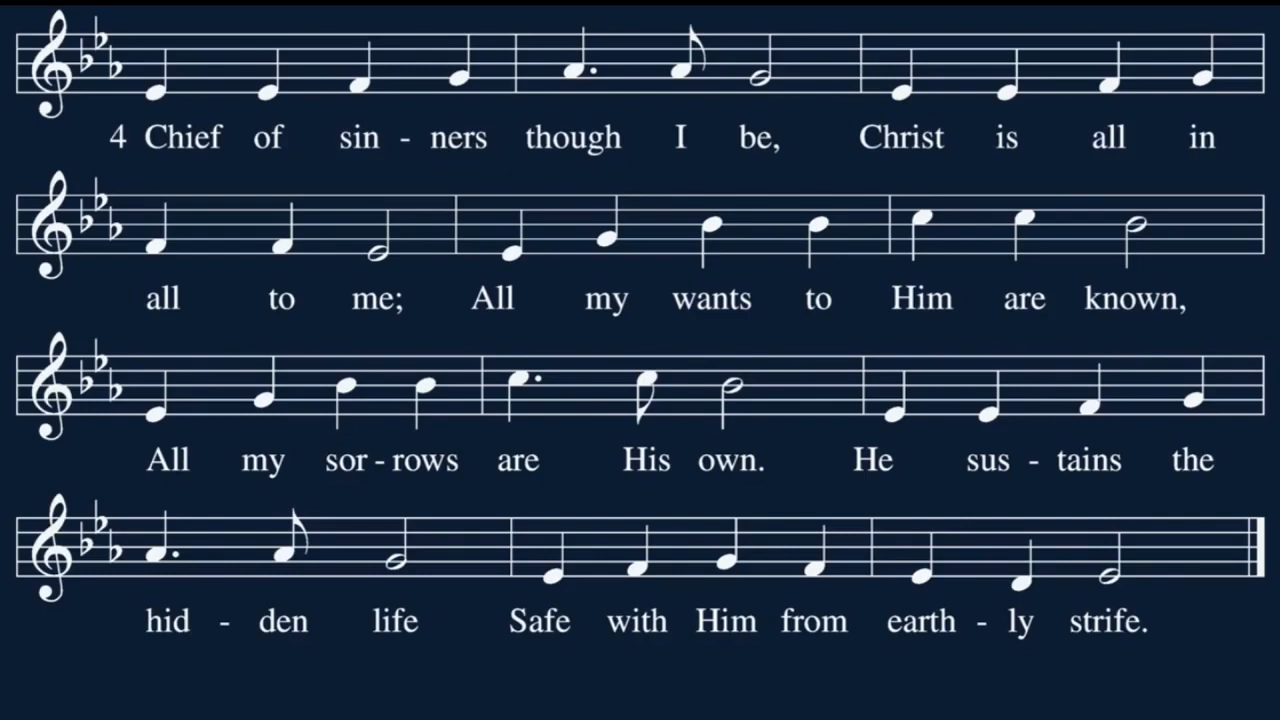 4 Chief of sin - ners though I be, Christ is all in
all to me; All my wants to Him are known,
All my sor - rows are His own. He sus - tains the
hid - den life Safe with Him from earth - ly strife.